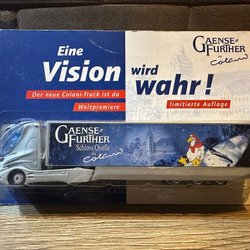 Eine
Vision wird
wahr!
Der neue Colani-Truck ist da
Weltpremiere
GAENSE
FURTHER
by
Colani
limitierte Auflage
GAENSE
FURTHER
Schloss Quelle
by Colani